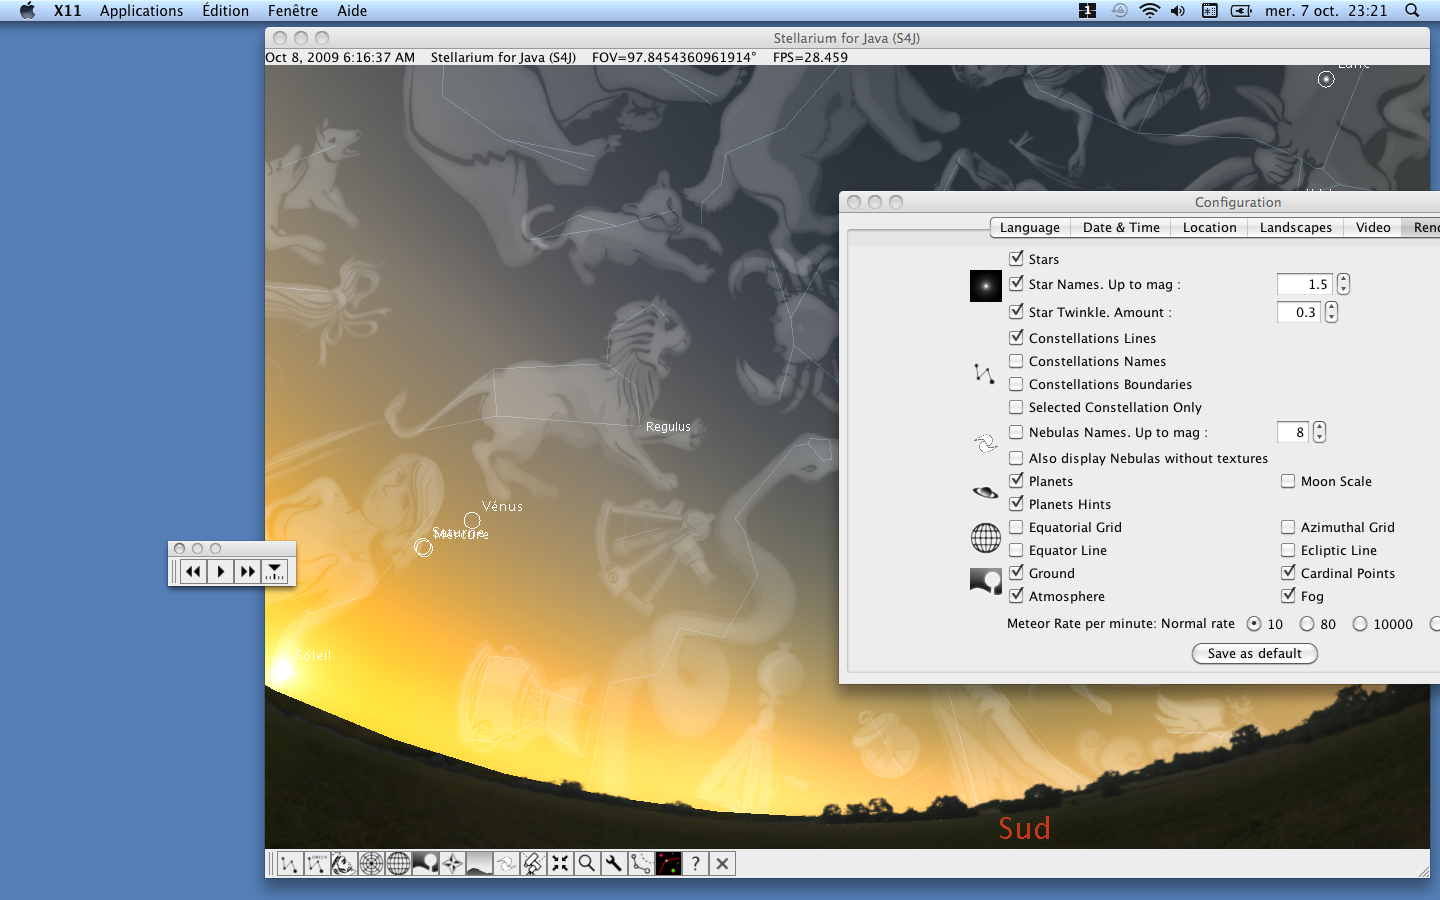 X11 Applications Édition Fenêtre Aide mer. 7 oct. 23:21
Stellarium for Java (S4J)
Oct 8, 2009 6:16:37 AM Stellarium for Java (S4J) FOV=97.8454360961914° FPS=28.459
Configuration
Language Date & Time Location Landscapes Video
Stars
Star Names. Up to mag : 1.5
Star Twinkle. Amount : 0.3
Constellations Lines
Constellations Names
Constellations Boundaries
Selected Constellation Only
Nebulas Names. Up to mag : 8
Also display Nebulas without textures
Planets Moon Scale
Planets Hints
Equatorial Grid Azimuthal Grid
Equator Line Ecliptic Line
Ground Cardinal Points
Atmosphere Fog
Meteor Rate per minute: Normal rate 10 80 10000
Save as default
Regulus
Vénus
Saturne
Mercure
Soleil
Sud